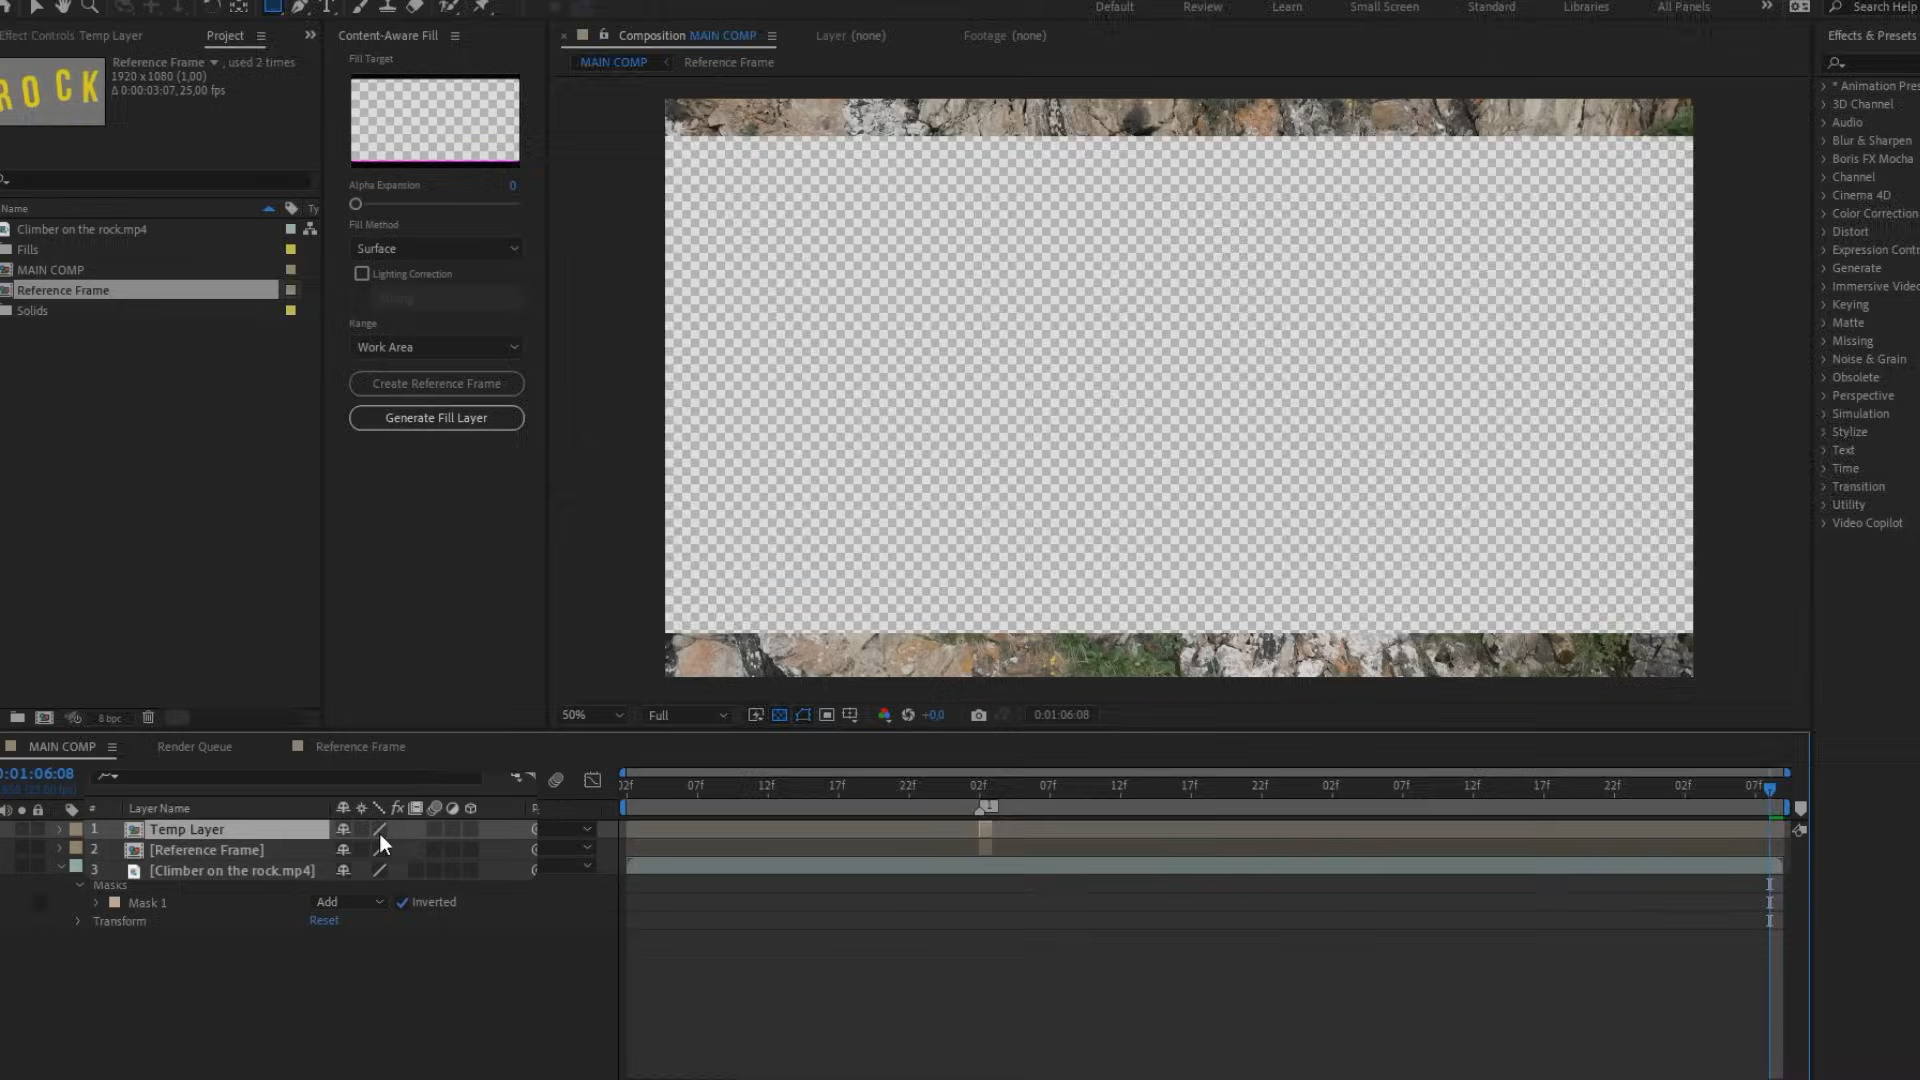 Default Review Learn Small Screen Standard Libraries All Panels Search Help
Effect Controls Temp Layer Project Content-Aware Fill Composition MAIN COMP Layer (none) Footage (none) Effects & Presets
ROCK
Reference Frame , used 2 times
1920 x 1080 (1,00)
Δ 0:00:03:07, 25,00 fps
Fill Target
MAIN COMP Reference Frame
Alpha Expansion 0
Fill Method
Surface
Lighting Correction
Strong
Range
Work Area
Create Reference Frame
Generate Fill Layer
Name Ty
Climber on the rock.mp4
Fills
MAIN COMP
Reference Frame
Solids
* Animation Pres
3D Channel
Audio
Blur & Sharpen
Boris FX Mocha
Channel
Cinema 4D
Color Correction
Distort
Expression Contr
Generate
Immersive Video
Keying
Matte
Missing
Noise & Grain
Obsolete
Perspective
Simulation
Stylize
Text
Time
Transition
Utility
Video Copilot
8 bpc
50% Full +0,0 0:01:06:08
MAIN COMP Render Queue Reference Frame
0:01:06:08
02f 07f 12f 17f 22f 02f 07f 12f 17f 22f 02f 07f 12f 17f 22f 02f 07f
# Layer Name fx
1
1 Temp Layer
2 [Reference Frame]
3 [Climber on the rock.mp4]
Masks
Mask 1 Add Inverted
Transform Reset